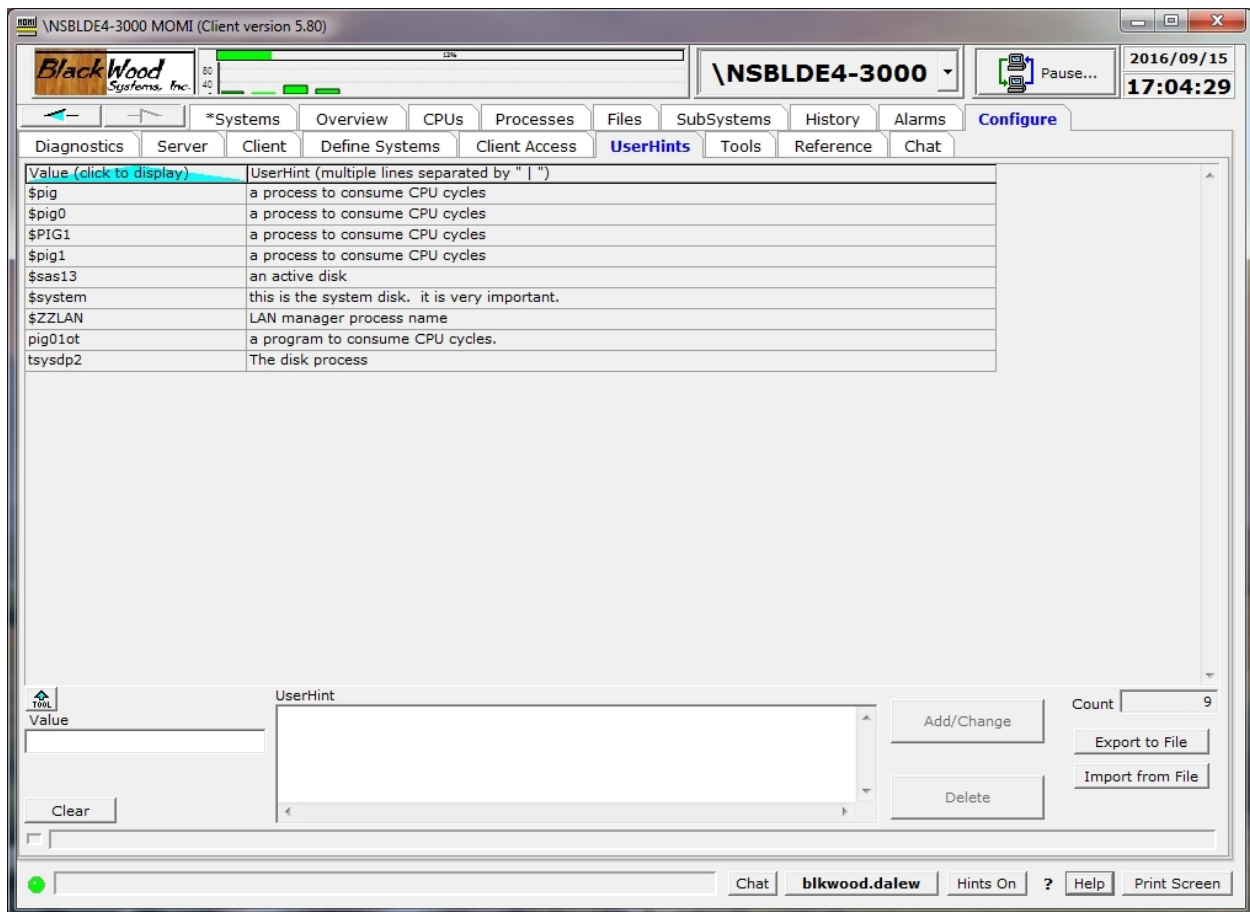 \NSBLDE4-3000 MOMI (Client version 5.80)
BlackWood
Systems, Inc.
80
40
12%
\NSBLDE4-3000
Pause...
2016/09/15
17:04:29
*Systems Overview CPUs Processes Files SubSystems History Alarms Configure
Diagnostics Server Client Define Systems Client Access UserHints Tools Reference Chat
Value (click to display) UserHint (multiple lines separated by " | ")
$pig a process to consume CPU cycles
$pig0 a process to consume CPU cycles
$PIG1 a process to consume CPU cycles
$pig1 a process to consume CPU cycles
$sas13 an active disk
$system this is the system disk.  it is very important.
$ZZLAN LAN manager process name
pig01ot a program to consume CPU cycles.
tsysdp2 The disk process
TOOL
Value
UserHint
Add/Change
Count 9
Export to File
Import from File
Clear
Delete
Chat blkwood.dalew Hints On ? Help Print Screen